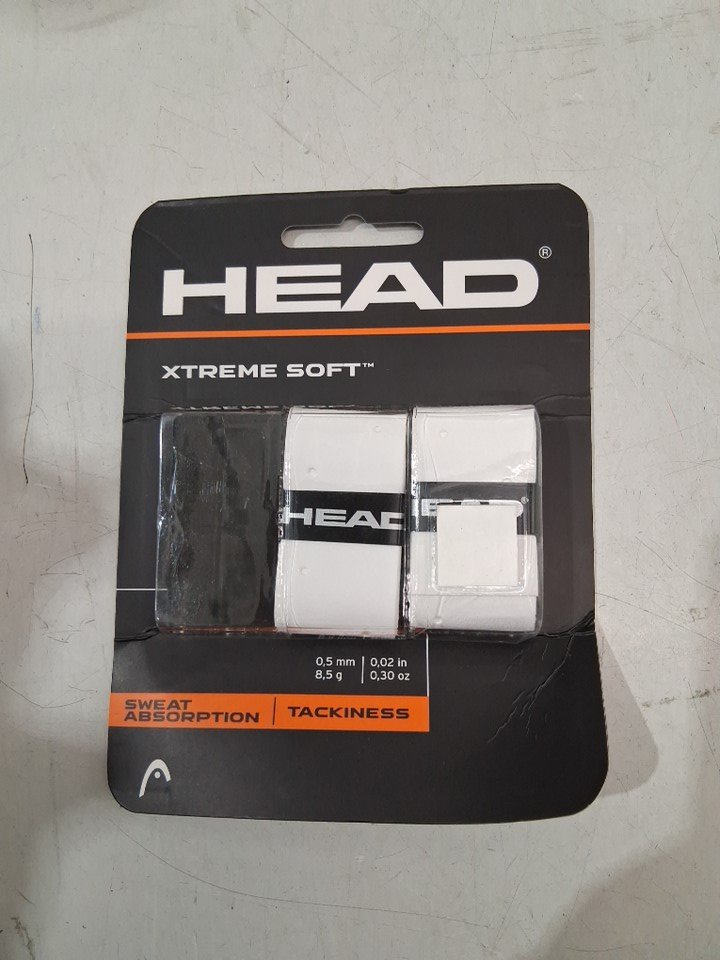 HEAD®
XTREME SOFT™
HEAD
0,5 mm | 0,02 in
8,5 g | 0,30 oz
SWEAT
ABSORPTION | TACKINESS